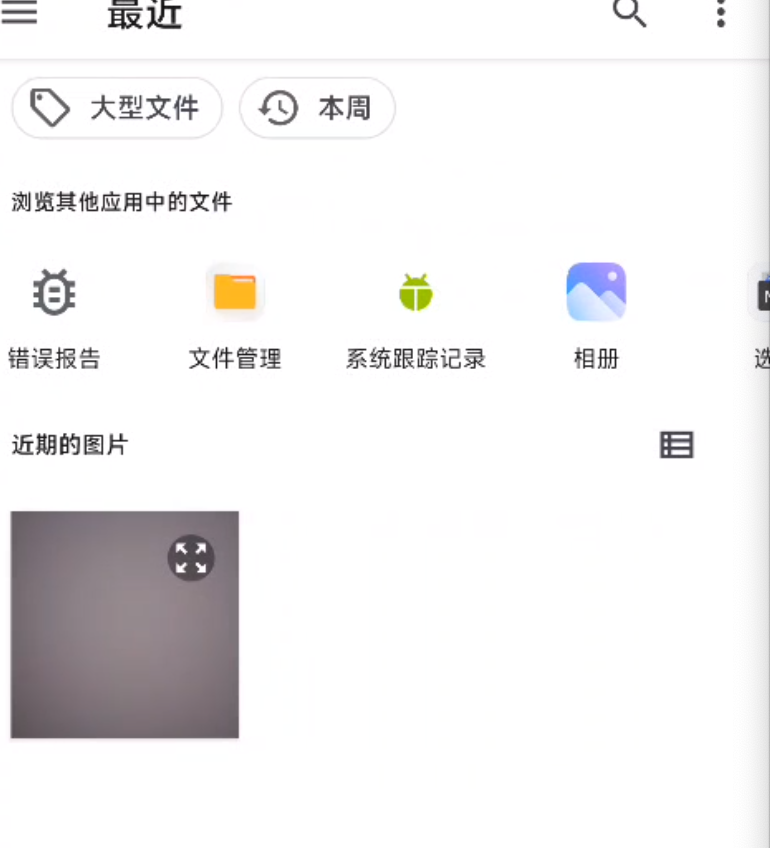 最近
大型文件 本周
浏览其他应用中的文件
错误报告 文件管理 系统跟踪记录 相册 选
近期的图片